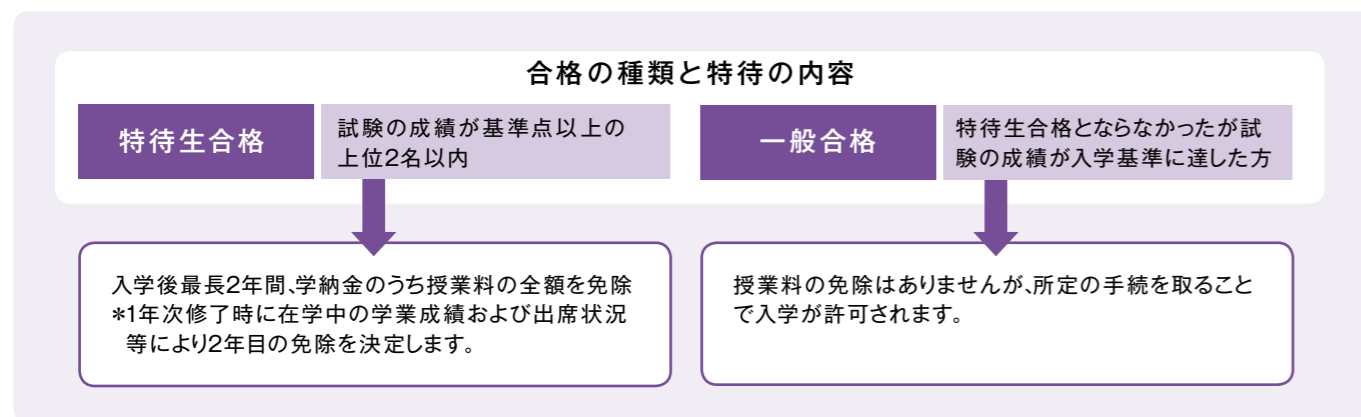 合格の種類と特待の内容
特待生合格
試験の成績が基準点以上の
上位2名以内
一般合格
特待生合格とならなかったが試
験の成績が入学基準に達した方
入学後最長2年間、学納金のうち授業料の全額を免除
*1年次修了時に在学中の学業成績および出席状況
等により2年目の免除を決定します。
授業料の免除はありませんが、所定の手続を取ること
で入学が許可されます。